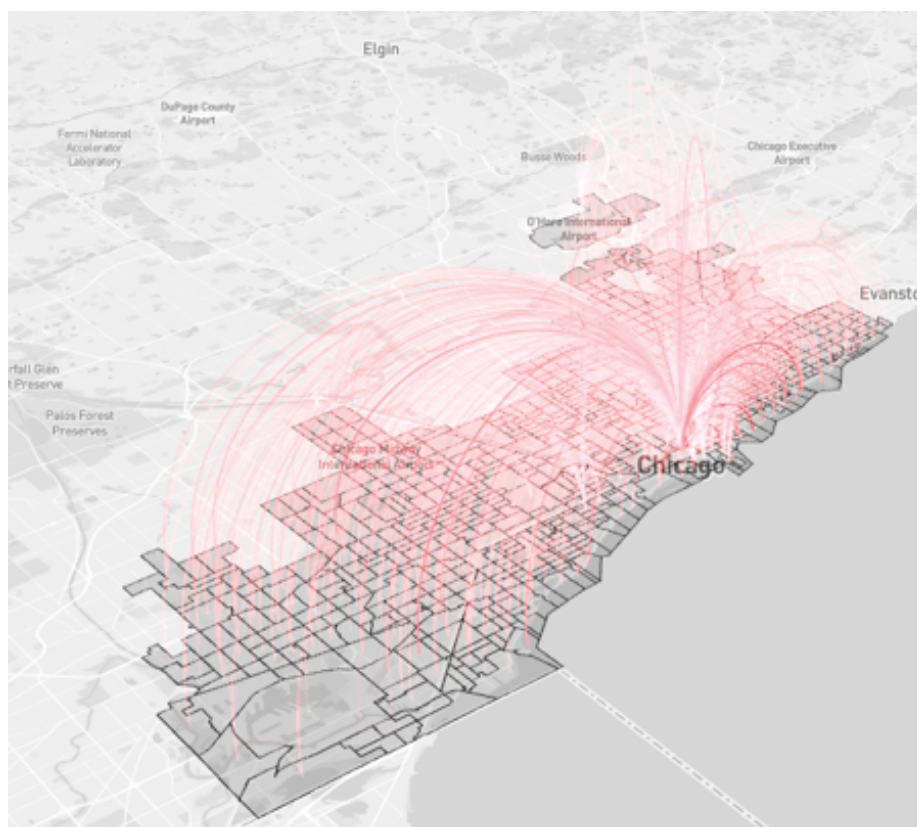 Elgin
DuPage County
Airport
Fermi National
Accelerator
Laboratory
Busse Woods
Chicago Executive
Airport
O'Hare International
Airport
Evansto
rfall Glen
t Preserve
Palos Forest
Preserves
Chicago Midway
International Airport
Chicago